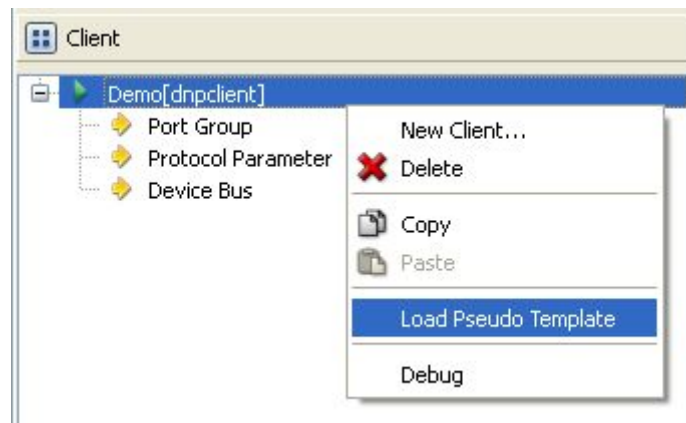 Client
Demo[dnpclient]
Port Group
Protocol Parameter
Device Bus
New Client...
Delete
Copy
Paste
Load Pseudo Template
Debug